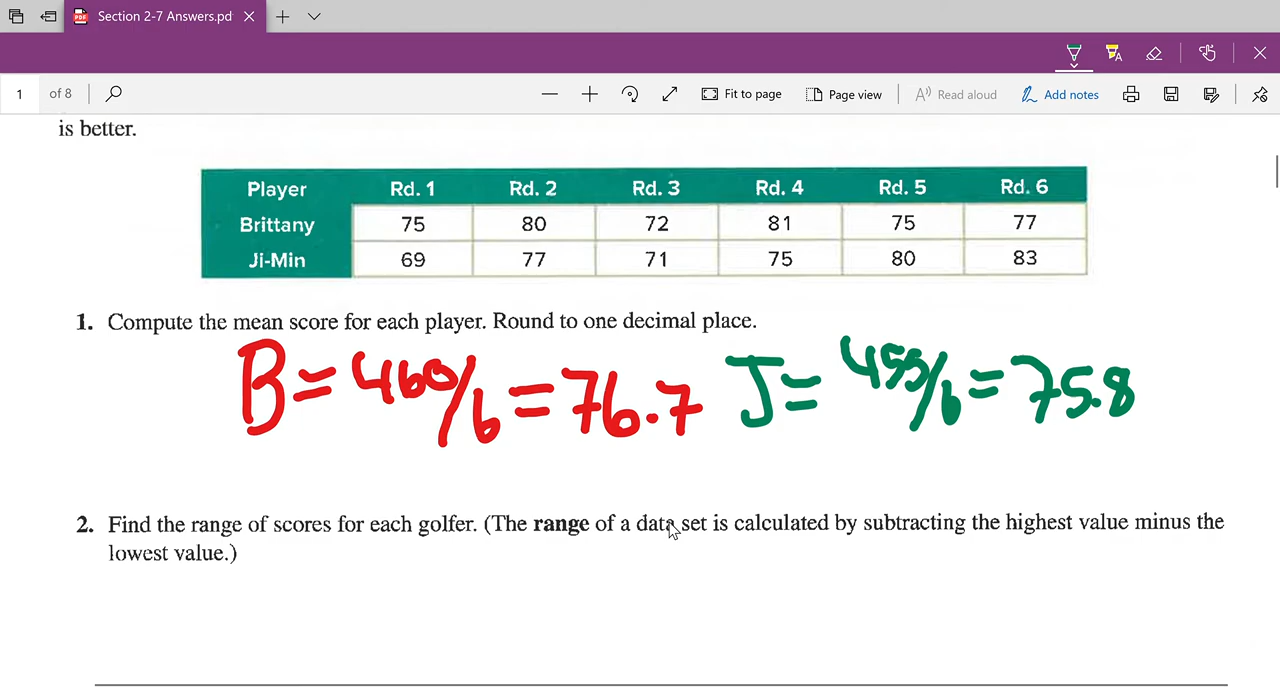 Section 2-7 Answers.pd
1 of 8 Fit to page Page view Read aloud Add notes
is better.
Player Rd. 1 Rd. 2 Rd. 3 Rd. 4 Rd. 5 Rd. 6
Brittany 75 80 72 81 75 77
Ji-Min 69 77 71 75 80 83
1. Compute the mean score for each player. Round to one decimal place.
B = 460/6 = 76.7 J = 455/6 = 75.8
2. Find the range of scores for each golfer. (The range of a data set is calculated by subtracting the highest value minus the
lowest value.)